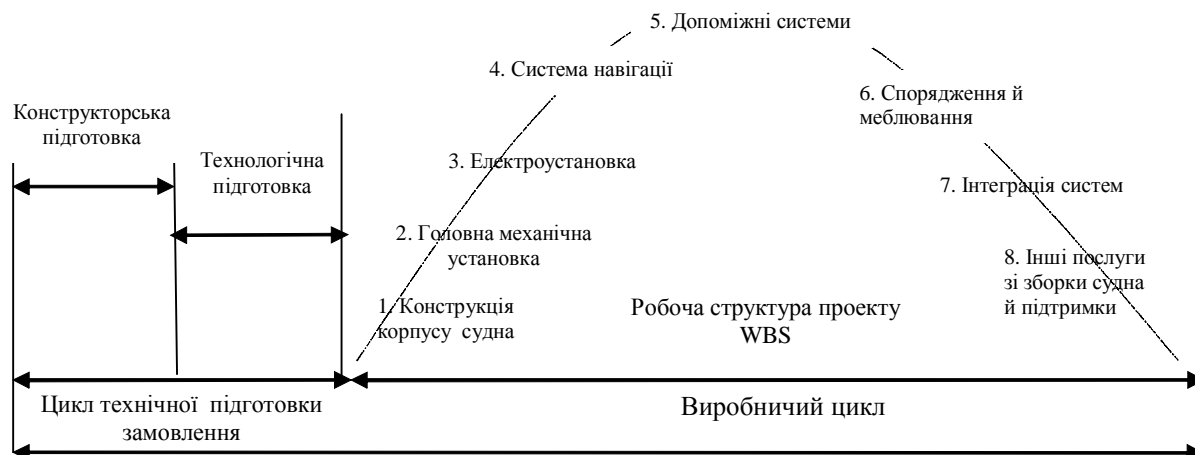 5. Допоміжні системи
4. Система навігації
6. Спорядження й
меблювання
Конструкторська
підготовка
Технологічна
підготовка
3. Електроустановка
7. Інтеграція систем
2. Головна механічна
установка
8. Інші послуги
зі зборки судна
й підтримки
1. Конструкція
корпусу судна
Робоча структура проекту
WBS
Цикл технічної підготовки
замовлення
Виробничий цикл